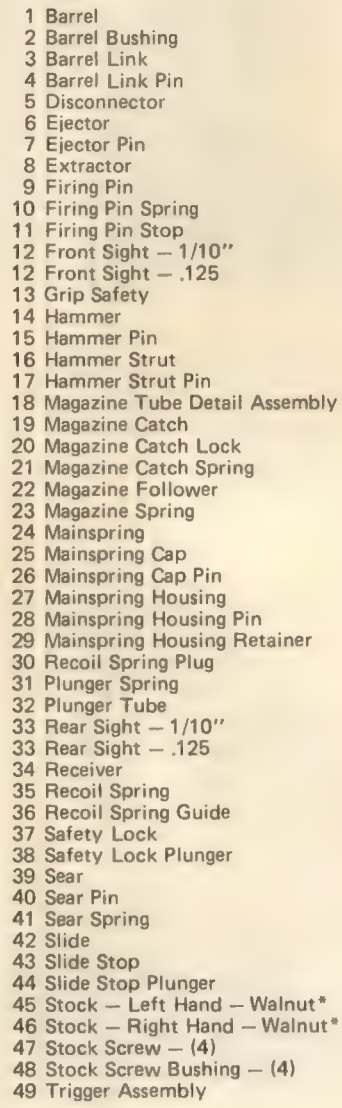 1 Barrel
2 Barrel Bushing
3 Barrel Link
4 Barrel Link Pin
5 Disconnector
6 Ejector
7 Ejector Pin
8 Extractor
9 Firing Pin
10 Firing Pin Spring
11 Firing Pin Stop
12 Front Sight — 1/10"
12 Front Sight — .125
13 Grip Safety
14 Hammer
15 Hammer Pin
16 Hammer Strut
17 Hammer Strut Pin
18 Magazine Tube Detail Assembly
19 Magazine Catch
20 Magazine Catch Lock
21 Magazine Catch Spring
22 Magazine Follower
23 Magazine Spring
24 Mainspring
25 Mainspring Cap
26 Mainspring Cap Pin
27 Mainspring Housing
28 Mainspring Housing Pin
29 Mainspring Housing Retainer
30 Recoil Spring Plug
31 Plunger Spring
32 Plunger Tube
33 Rear Sight — 1/10"
33 Rear Sight — .125
34 Receiver
35 Recoil Spring
36 Recoil Spring Guide
37 Safety Lock
38 Safety Lock Plunger
39 Sear
40 Sear Pin
41 Sear Spring
42 Slide
43 Slide Stop
44 Slide Stop Plunger
45 Stock — Left Hand — Walnut*
46 Stock — Right Hand — Walnut*
47 Stock Screw — (4)
48 Stock Screw Bushing — (4)
49 Trigger Assembly